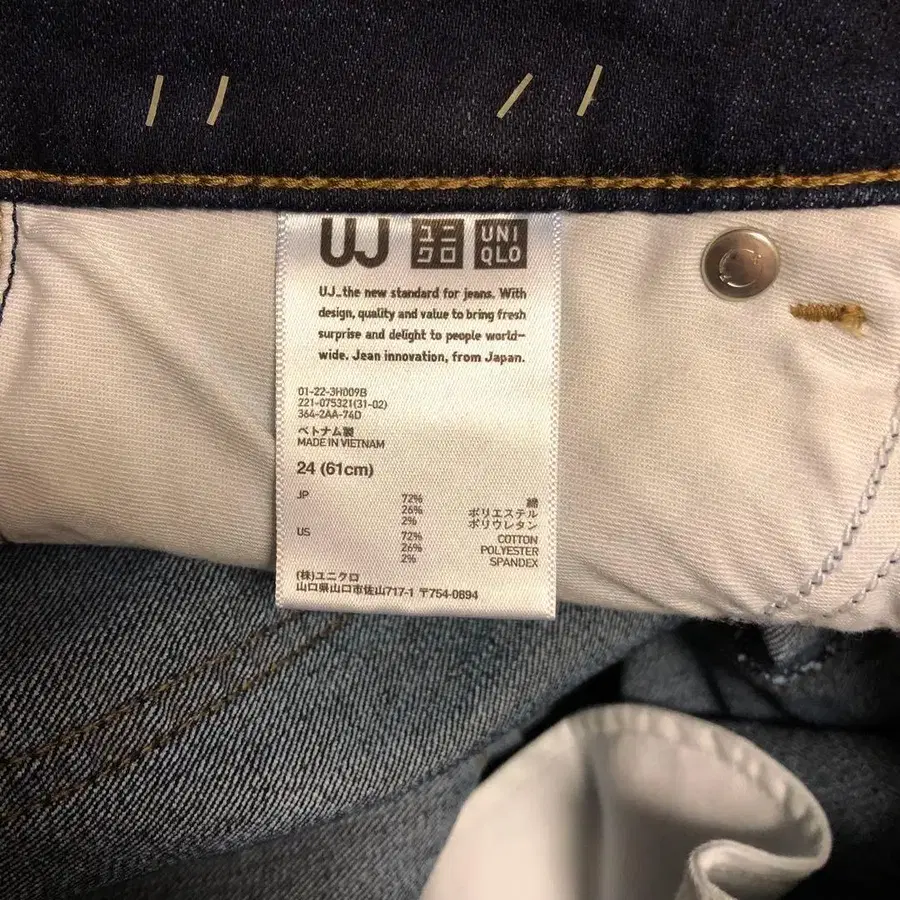 UJ ユニクロ UNIQLO
UJ_the new standard for jeans. With
design, quality and value to bring fresh
surprise and delight to people world-
wide. Jean innovation, from Japan.
01-22-3H009B
221-075321(31-02)
364-2AA-74D
ベトナム製
MADE IN VIETNAM
24 (61cm)
JP 72% 綿
26% ポリエステル
2% ポリウレタン
US 72% COTTON
26% POLYESTER
2% SPANDEX
(株)ユニクロ
山口県山口市佐山717-1 〒754-0894